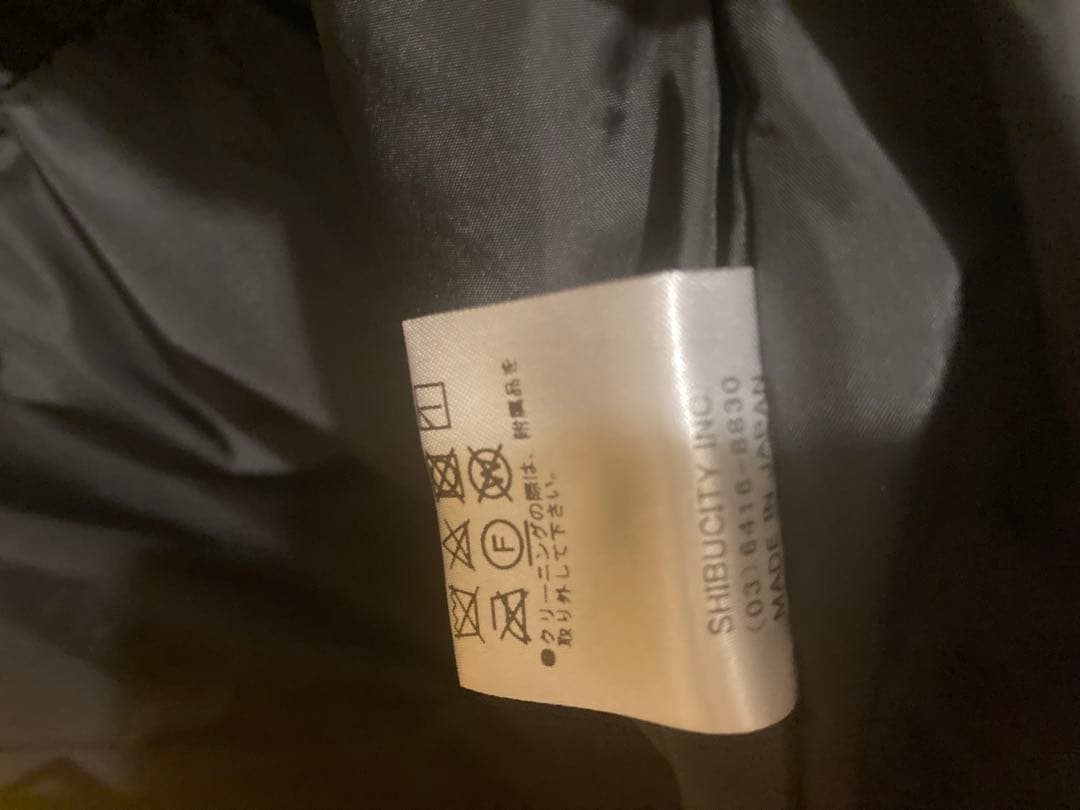 F W
●クリーニングの際は、附属品を
取り外して下さい。
SHIBUCITY INC.
(03)6416-8830
MADE IN JAPAN